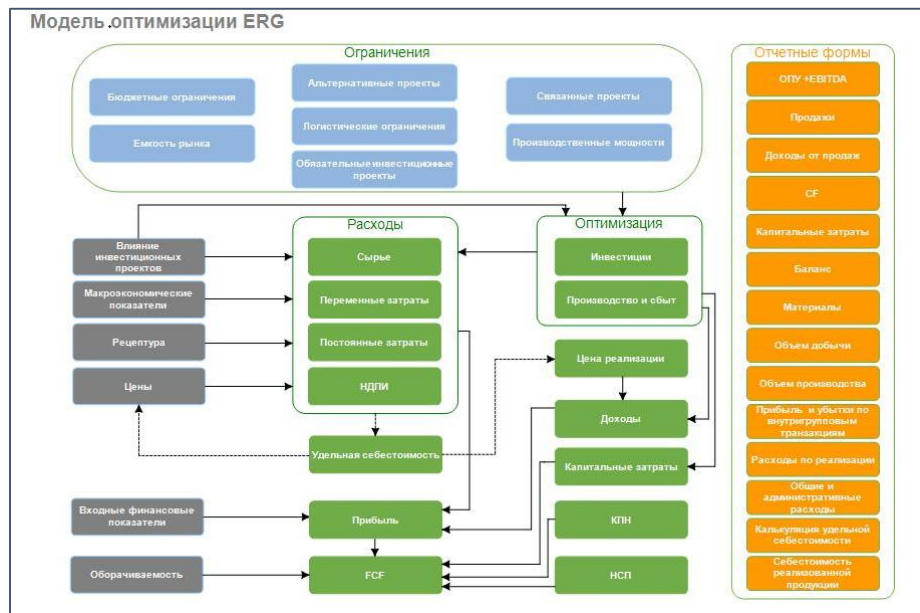 Модель оптимизации ERG
Ограничения
Бюджетные ограничения
Емкость рынка
Альтернативные проекты
Логистические ограничения
Обязательные инвестиционные
проекты
Связанные проекты
Производственные мощности
Влияние
инвестиционных
проектов
Макроэкономические
показатели
Рецептура
Цены
Входные финансовые
показатели
Оборачиваемость
Расходы
Сырье
Переменные затраты
Постоянные затраты
НДПИ
Удельная себестоимость
Прибыль
FCF
Оптимизация
Инвестиции
Производство и сбыт
Цена реализации
Доходы
Капитальные затраты
КПН
НСП
Отчетные формы
ОПУ +EBITDA
Продажи
Доходы от продаж
CF
Капитальные затраты
Баланс
Материалы
Объем добычи
Объем производства
Прибыль и убытки по
внутригрупповым
транзакциям
Расходы по реализации
Общие и
административные
расходы
Калькуляция удельной
себестоимости
Себестоимость
реализованной
продукции